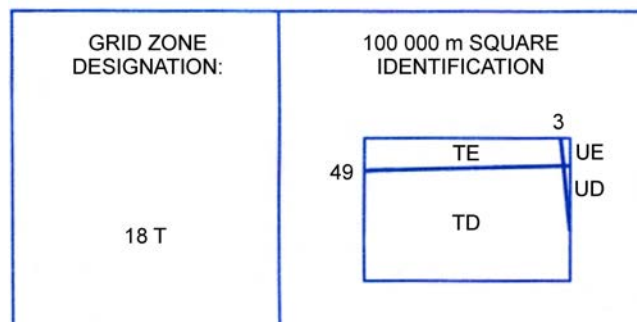 GRID ZONE
DESIGNATION:
18 T
100 000 m SQUARE
IDENTIFICATION
3
TE
UE
49
UD
TD